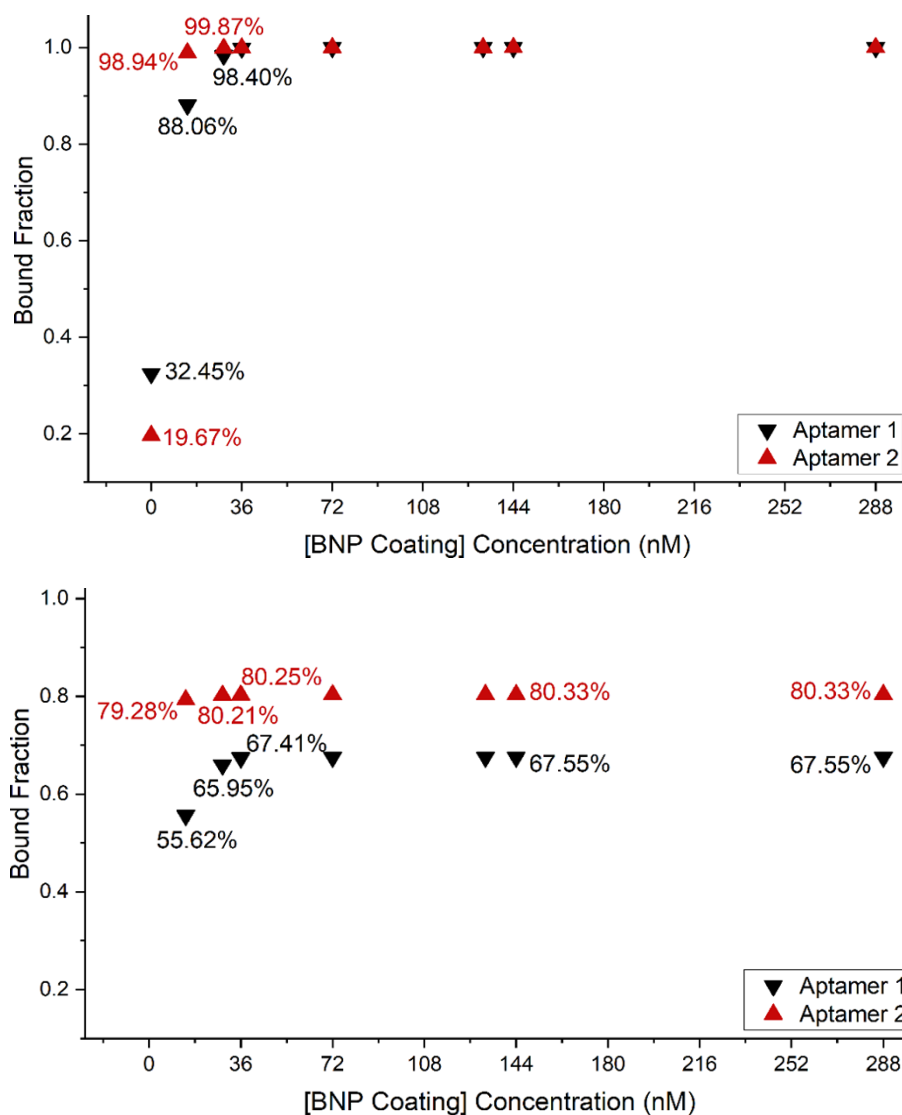 99.87%
1.0
98.94%
98.40%
88.06%
0.8
0.6
0.4
32.45%
0.2
19.67%
Aptamer 1
Aptamer 2
Bound Fraction
0 36 72 108 144 180 216 252 288
[BNP Coating] Concentration (nM)
1.0
80.25%
80.33%
80.33%
0.8
79.28%
80.21%
67.41%
67.55%
67.55%
65.95%
0.6
55.62%
0.4
0.2
Aptamer 1
Aptamer 2
Bound Fraction
0 36 72 108 144 180 216 252 288
[BNP Coating] Concentration (nM)